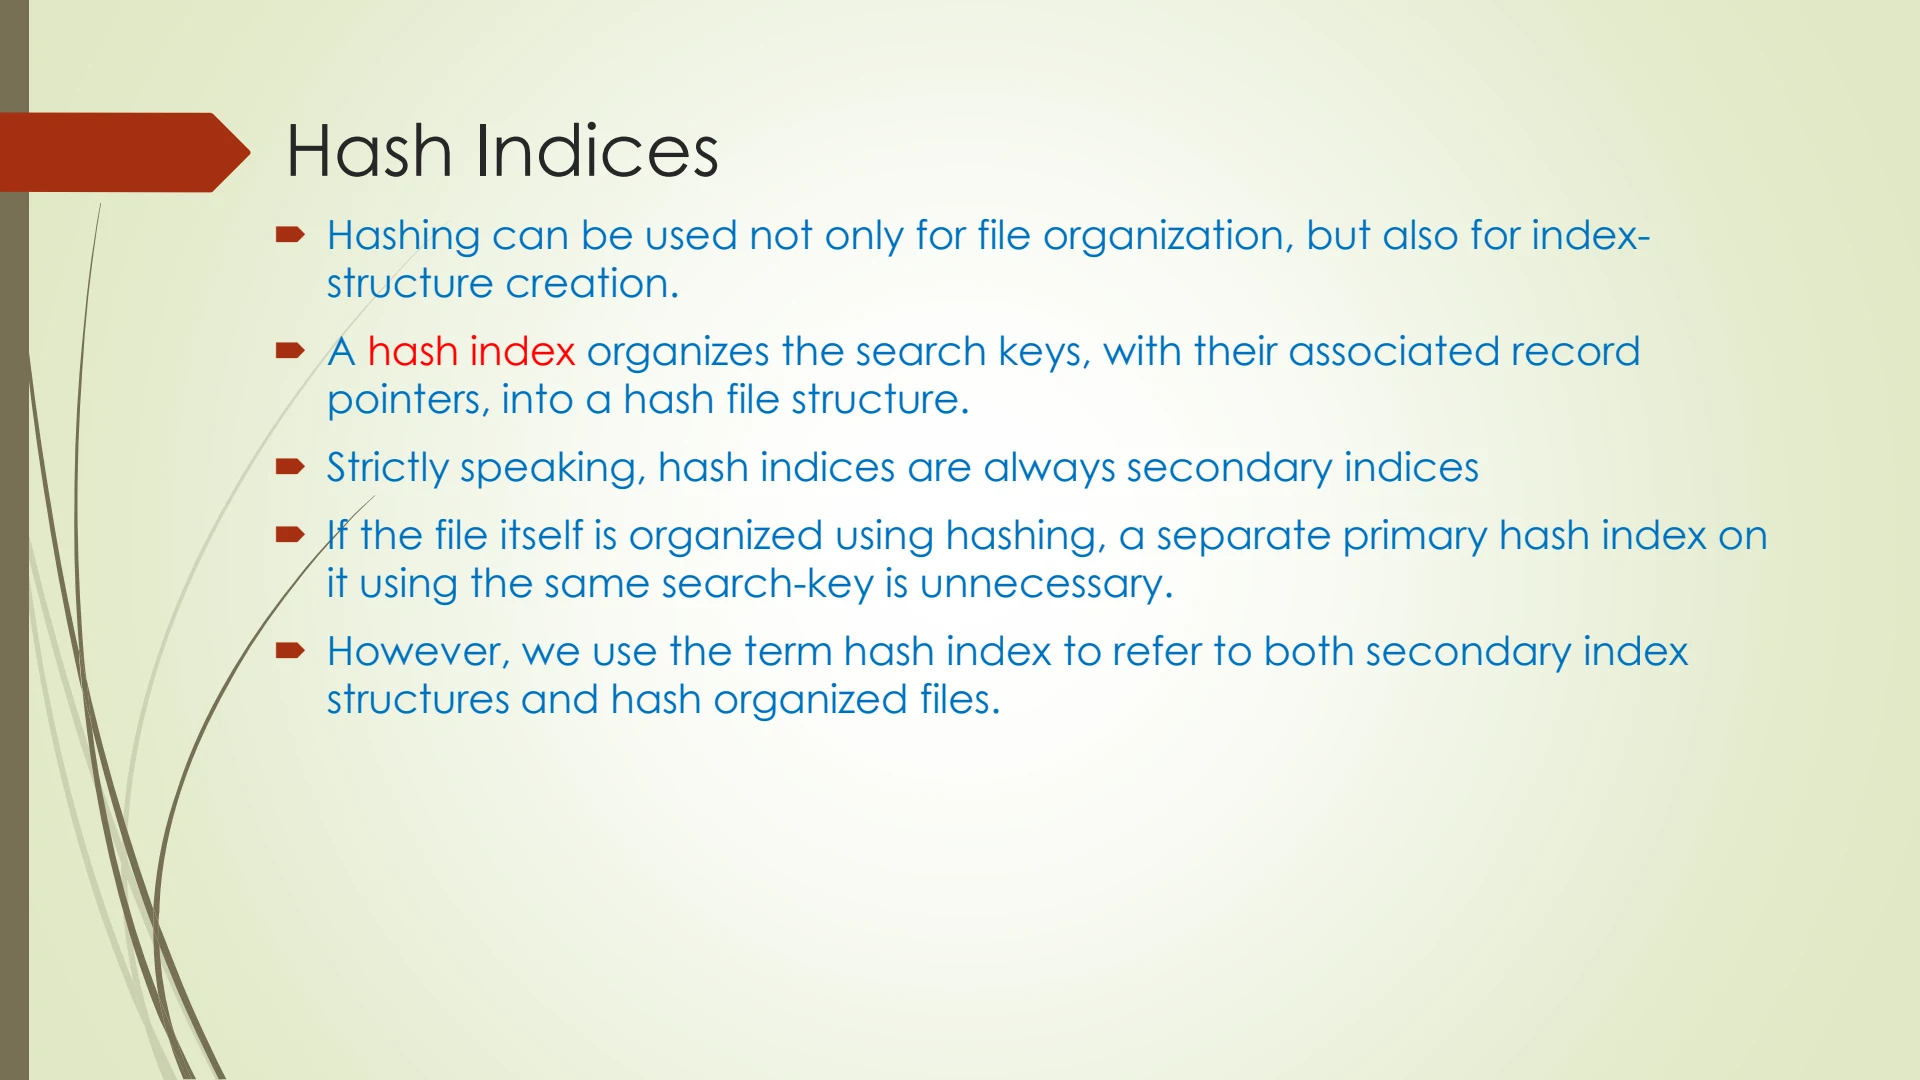 Hash Indices
Hashing can be used not only for file organization, but also for index-
structure creation.
A hash index organizes the search keys, with their associated record
pointers, into a hash file structure.
Strictly speaking, hash indices are always secondary indices
If the file itself is organized using hashing, a separate primary hash index on
it using the same search-key is unnecessary.
However, we use the term hash index to refer to both secondary index
structures and hash organized files.